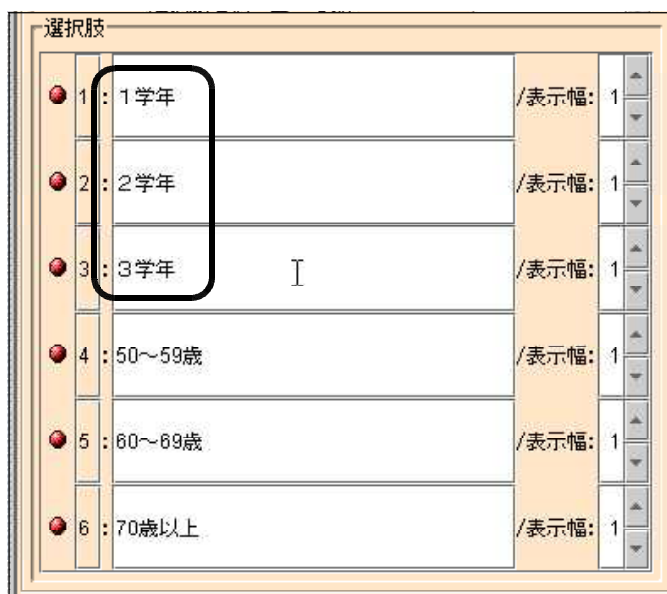 選択肢
1 : １学年 /表示幅: 1
2 : ２学年 /表示幅: 1
3 : ３学年 /表示幅: 1
4 : 50～59歳 /表示幅: 1
5 : 60～69歳 /表示幅: 1
6 : 70歳以上 /表示幅: 1